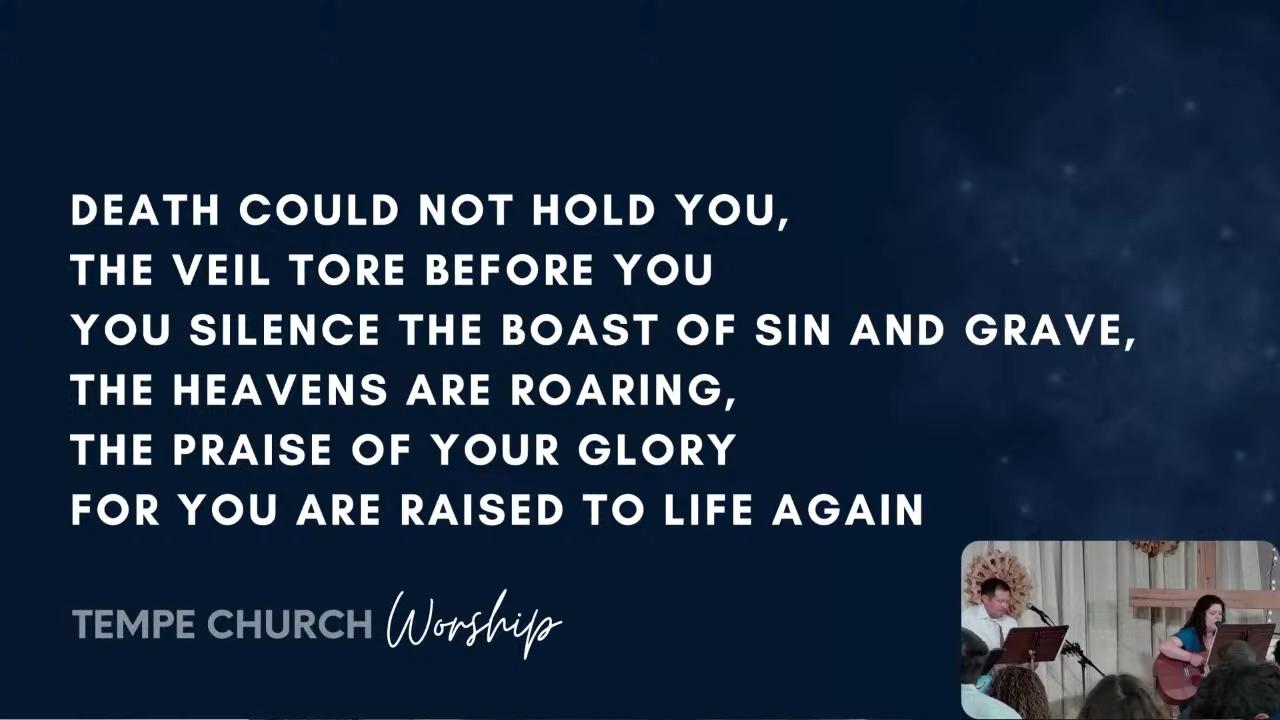 DEATH COULD NOT HOLD YOU,
THE VEIL TORE BEFORE YOU
YOU SILENCE THE BOAST OF SIN AND GRAVE,
THE HEAVENS ARE ROARING,
THE PRAISE OF YOUR GLORY
FOR YOU ARE RAISED TO LIFE AGAIN
TEMPE CHURCH Worship